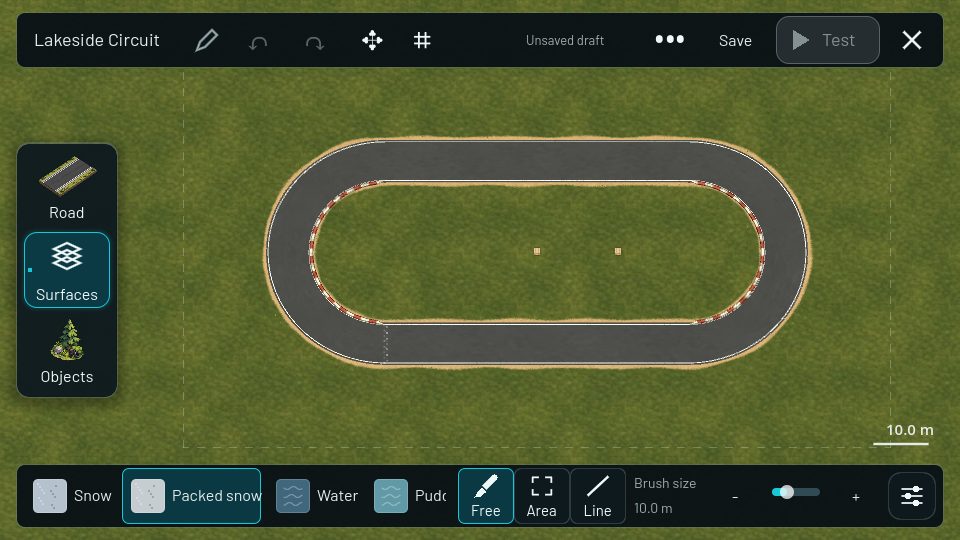 Lakeside Circuit
Unsaved draft
Save
Test
Road
Surfaces
Objects
10.0 m
Snow
Packed snow
Water
Pudd
Free
Area
Line
Brush size
10.0 m
-
+